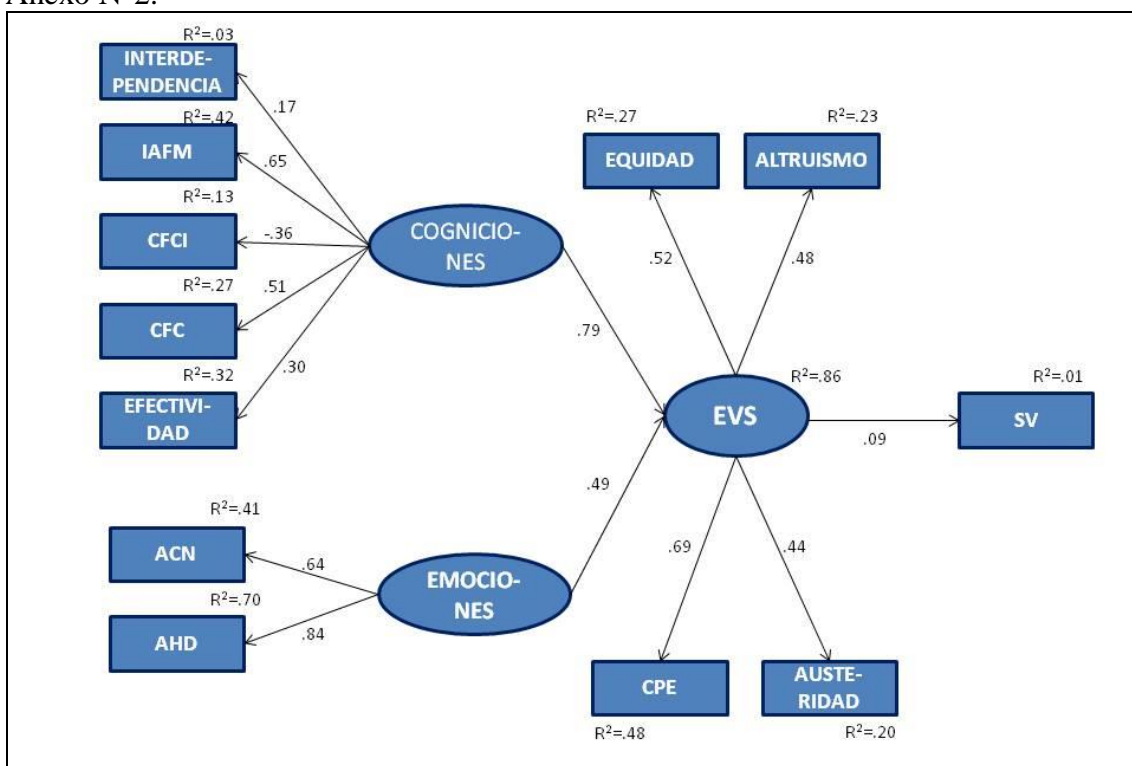 Anexo N°2.
R²=.03
INTERDE-
PENDENCIA
.17
R²=.42
IAFM
.65
R²=.13
CFCI
-.36
R²=.27
CFC
.51
R²=.32
EFECTIVI-
DAD
.30
COGNICIO-
NES
.79
R²=.41
ACN
.64
R²=.70
AHD
.84
EMOCIO-
NES
.49
R²=.27
EQUIDAD
.52
R²=.23
ALTRUISMO
.48
R²=.86
EVS
R²=.01
SV
.09
.69
CPE
R²=.48
.44
AUSTE-
RIDAD
R²=.20